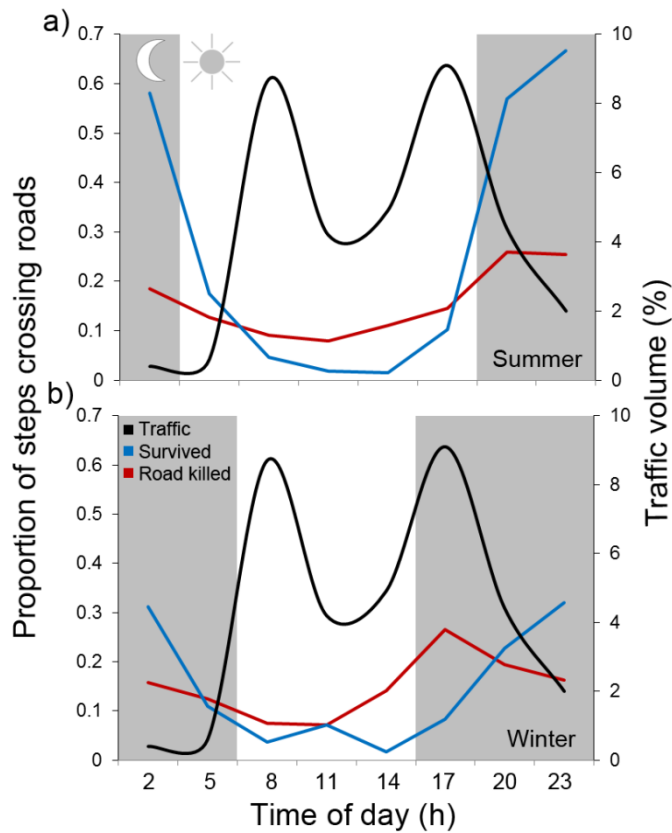 a)
0.7
0.6
0.5
0.4
0.3
0.2
0.1
0
10
8
6
4
2
0
Summer
Proportion of steps crossing roads
Traffic volume (%)
b)
0.7
0.6
0.5
0.4
0.3
0.2
0.1
0
Traffic
Survived
Road killed
10
8
6
4
2
0
Winter
2 5 8 11 14 17 20 23
Time of day (h)